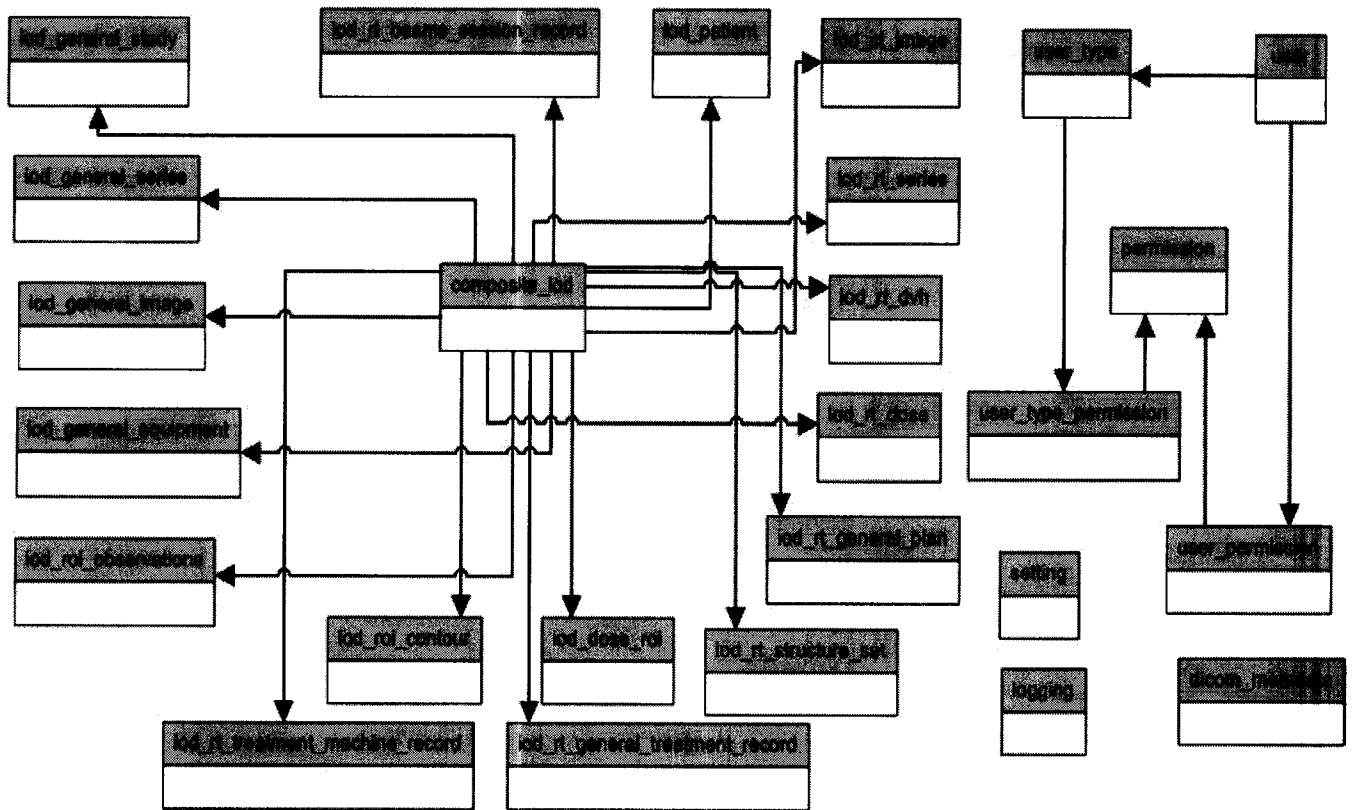 iod_general_study
iod_rt_beams_session_record
iod_patient
iod_rt_image
user_type
user
iod_general_series
iod_rt_series
permission
composite_iod
iod_general_image
iod_rt_dvh
iod_general_equipment
iod_rt_dose
user_type_permission
iod_rt_general_plan
iod_roi_observations
setting
user_permission
iod_roi_contour
iod_dose_roi
iod_rt_structure_set
logging
iod_rt_treatment_machine_record
iod_rt_general_treatment_record